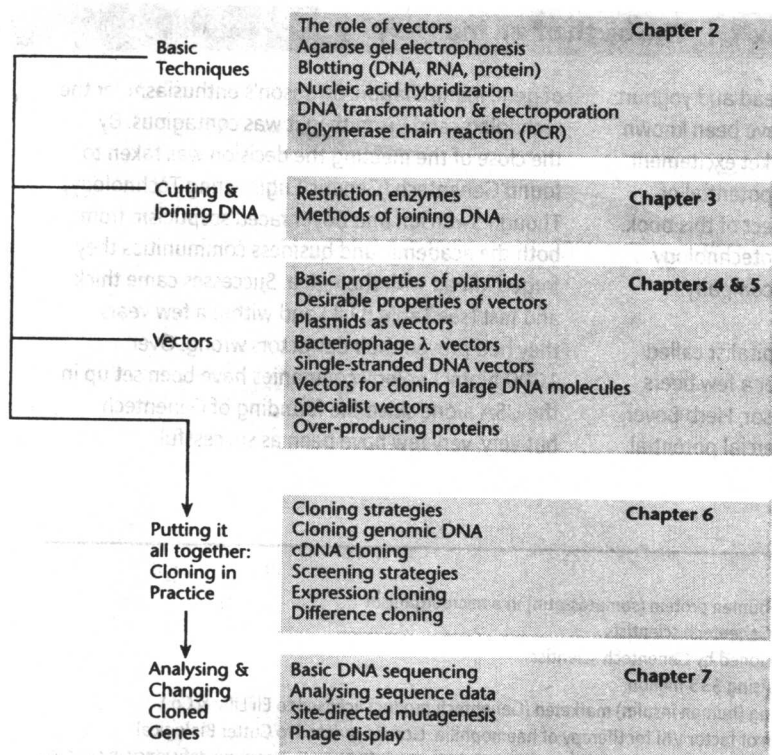 The role of vectors Chapter 2
Basic Agarose gel electrophoresis
Techniques Blotting (DNA, RNA, protein)
Nucleic acid hybridization
DNA transformation & electroporation
Polymerase chain reaction (PCR)
Cutting & Restriction enzymes Chapter 3
Joining DNA Methods of joining DNA
Basic properties of plasmids Chapters 4 & 5
Desirable properties of vectors
Plasmids as vectors
Vectors Bacteriophage λ vectors
Single-stranded DNA vectors
Vectors for cloning large DNA molecules
Specialist vectors
Over-producing proteins
Cloning strategies Chapter 6
Putting it Cloning genomic DNA
all together: cDNA cloning
Cloning in Screening strategies
Practice Expression cloning
Difference cloning
Analysing & Basic DNA sequencing Chapter 7
Changing Analysing sequence data
Cloned Site-directed mutagenesis
Genes Phage display